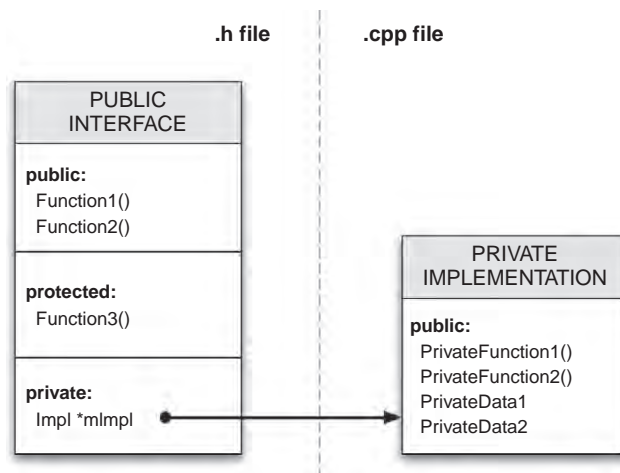 .h file
.cpp file
PUBLIC
INTERFACE
public:
Function1()
Function2()
protected:
Function3()
private:
Impl *mImpl
PRIVATE
IMPLEMENTATION
public:
PrivateFunction1()
PrivateFunction2()
PrivateData1
PrivateData2